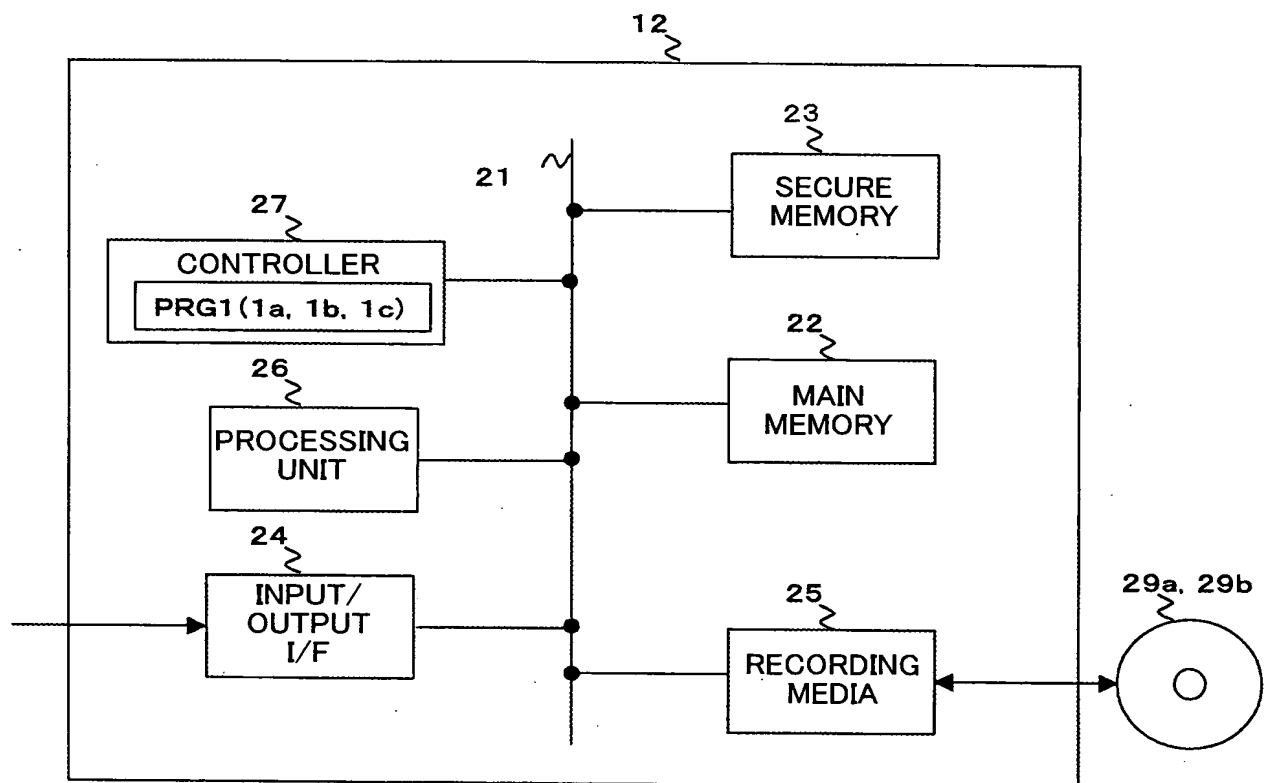 12
23
21
SECURE
MEMORY
27
CONTROLLER
PRG1(1a, 1b, 1c)
22
MAIN
MEMORY
26
PROCESSING
UNIT
24
INPUT/
OUTPUT
I/F
25
RECORDING
MEDIA
29a, 29b